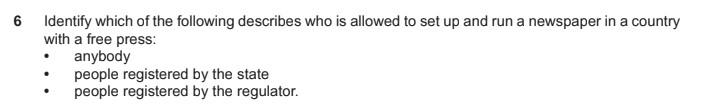 6 Identify which of the following describes who is allowed to set up and run a newspaper in a country
with a free press:
• anybody
• people registered by the state
• people registered by the regulator.